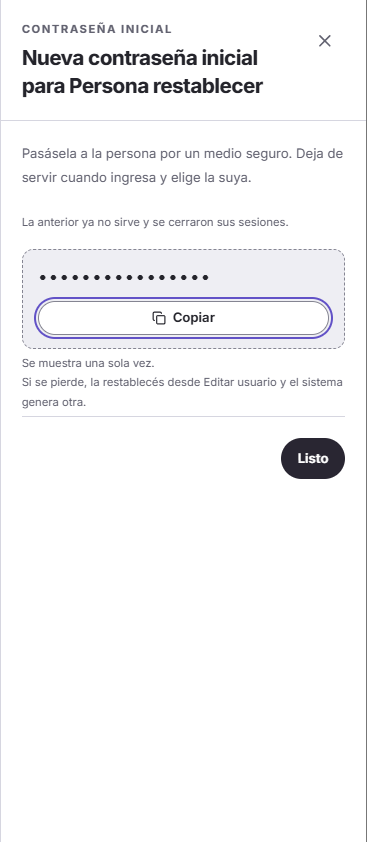 CONTRASEÑA INICIAL
Nueva contraseña inicial
para Persona restablecer
Pasásela a la persona por un medio seguro. Deja de
servir cuando ingresa y elige la suya.
La anterior ya no sirve y se cerraron sus sesiones.
••••••••••••••••
Copiar
Se muestra una sola vez.
Si se pierde, la restablecés desde Editar usuario y el sistema
genera otra.
Listo